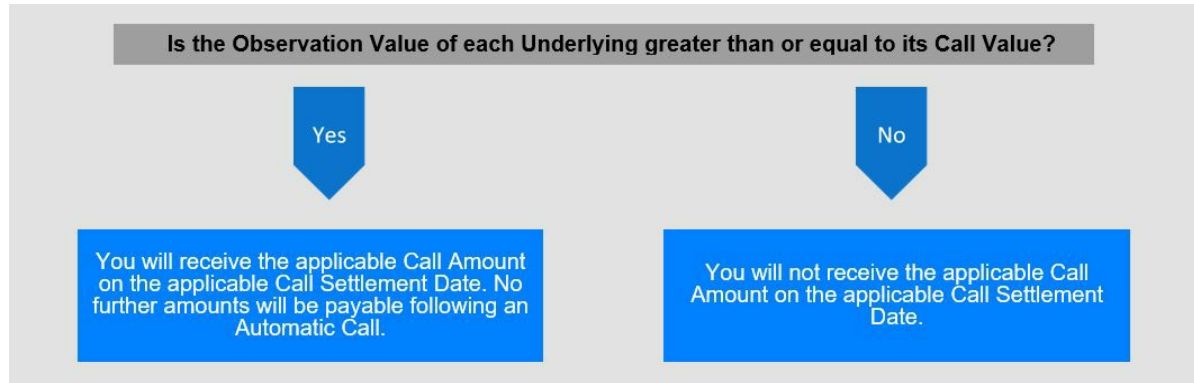 Is the Observation Value of each Underlying greater than or equal to its Call Value?
Yes
No
You will receive the applicable Call Amount
on the applicable Call Settlement Date. No
further amounts will be payable following an
Automatic Call.
You will not receive the applicable Call
Amount on the applicable Call Settlement
Date.